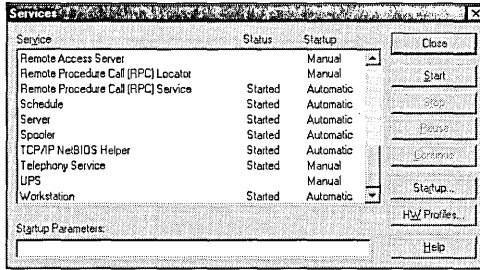 Services
Service Status Startup
Remote Access Server Manual
Remote Procedure Call (RPC) Locator Manual
Remote Procedure Call (RPC) Service Started Automatic
Schedule Started Automatic
Server Started Automatic
Spooler Started Automatic
TCP/IP NetBIOS Helper Started Automatic
Telephony Service Started Manual
UPS Manual
Workstation Started Automatic
Startup Parameters:
Close
Start
Stop
Pause
Continue
Startup...
HW Profiles...
Help